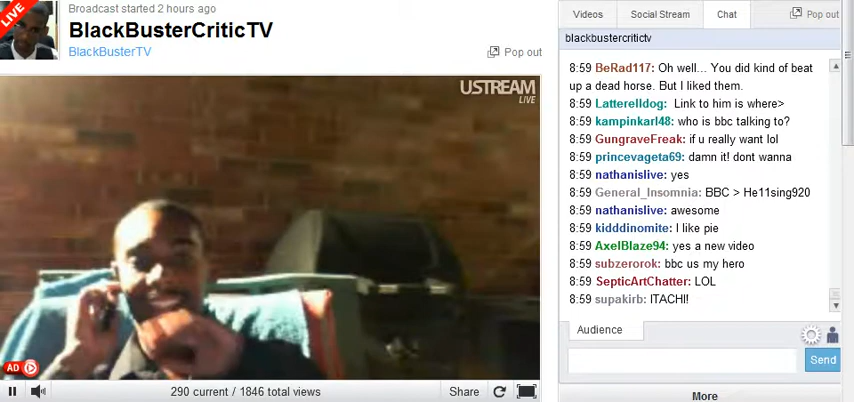 LIVE
Broadcast started 2 hours ago
BlackBusterCriticTV
BlackBusterTV
Pop out
USTREAM
LIVE
AD
290 current / 1846 total views
Share
Videos
Social Stream
Chat
Pop out
blackbustercritictv
8:59 BeRad117: Oh well... You did kind of beat
up a dead horse. But I liked them.
8:59 Latterelldog: Link to him is where>
8:59 kampinkarl48: who is bbc talking to?
8:59 GungraveFreak: if u really want lol
8:59 princevageta69: damn it! dont wanna
8:59 nathanislive: yes
8:59 General_Insomnia: BBC > He11sing920
8:59 nathanislive: awesome
8:59 kidddinomite: I like pie
8:59 AxelBlaze94: yes a new video
8:59 subzerorok: bbc us my hero
8:59 SepticArtChatter: LOL
8:59 supakirb: ITACHI!
Audience
Send
More